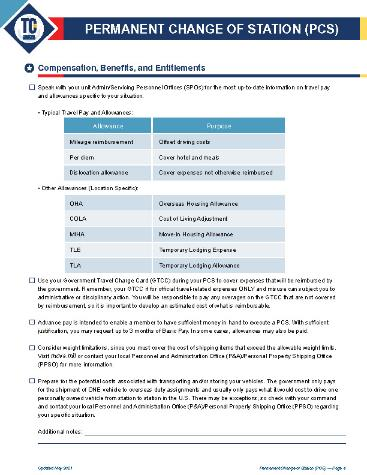 TC
PERMANENT CHANGE OF STATION (PCS)
Compensation, Benefits, and Entitlements
Speak with your unit Admin/Servicing Personnel Offices (SPOs) for the most up-to-date information on travel pay
and allowances specific to your situation.
• Typical Travel Pay and Allowances:
Allowance Purpose
Mileage reimbursement Offset driving costs
Per diem Cover hotel and meals
Dislocation allowance Cover expenses not otherwise reimbursed
• Other Allowances (Location Specific):
OHA Overseas Housing Allowance
COLA Cost of Living Adjustment
MIHA Move-In Housing Allowance
TLE Temporary Lodging Expense
TLA Temporary Lodging Allowance
Use your Government Travel Charge Card (GTCC) during your PCS to cover expenses that will be reimbursed by
the government. Remember, your GTCC is for official travel-related expenses ONLY and misuse can subject you to
administrative or disciplinary action. You will be responsible to pay any overages on the GTCC that are not covered
by reimbursement, so it is important to develop an estimated cost of what is reimbursable.
Advance pay is intended to enable a member to have sufficient money in hand to execute a PCS. With sufficient
justification, you may request up to 3 months of Basic Pay. In some cases, allowances may also be paid.
Consider weight limitations, since you must cover the cost of shipping items that exceed the allowable weight limits.
Visit move.mil or contact your local Personnel and Administration Office (P&A)/Personal Property Shipping Office
(PPSO) for more information.
Prepare for the potential costs associated with transporting and/or storing your vehicles. The government only pays
for the shipment of ONE vehicle to overseas duty assignments and usually only pays what it would cost to drive one
personally owned vehicle from station to station in the U.S. There may be exceptions, so check with your command
and contact your local Personnel and Administration Office (P&A)/Personal Property Shipping Office (PPSO) regarding
your specific situation.
Additional notes:
Updated May 2021 Permanent Change of Station (PCS) — Page